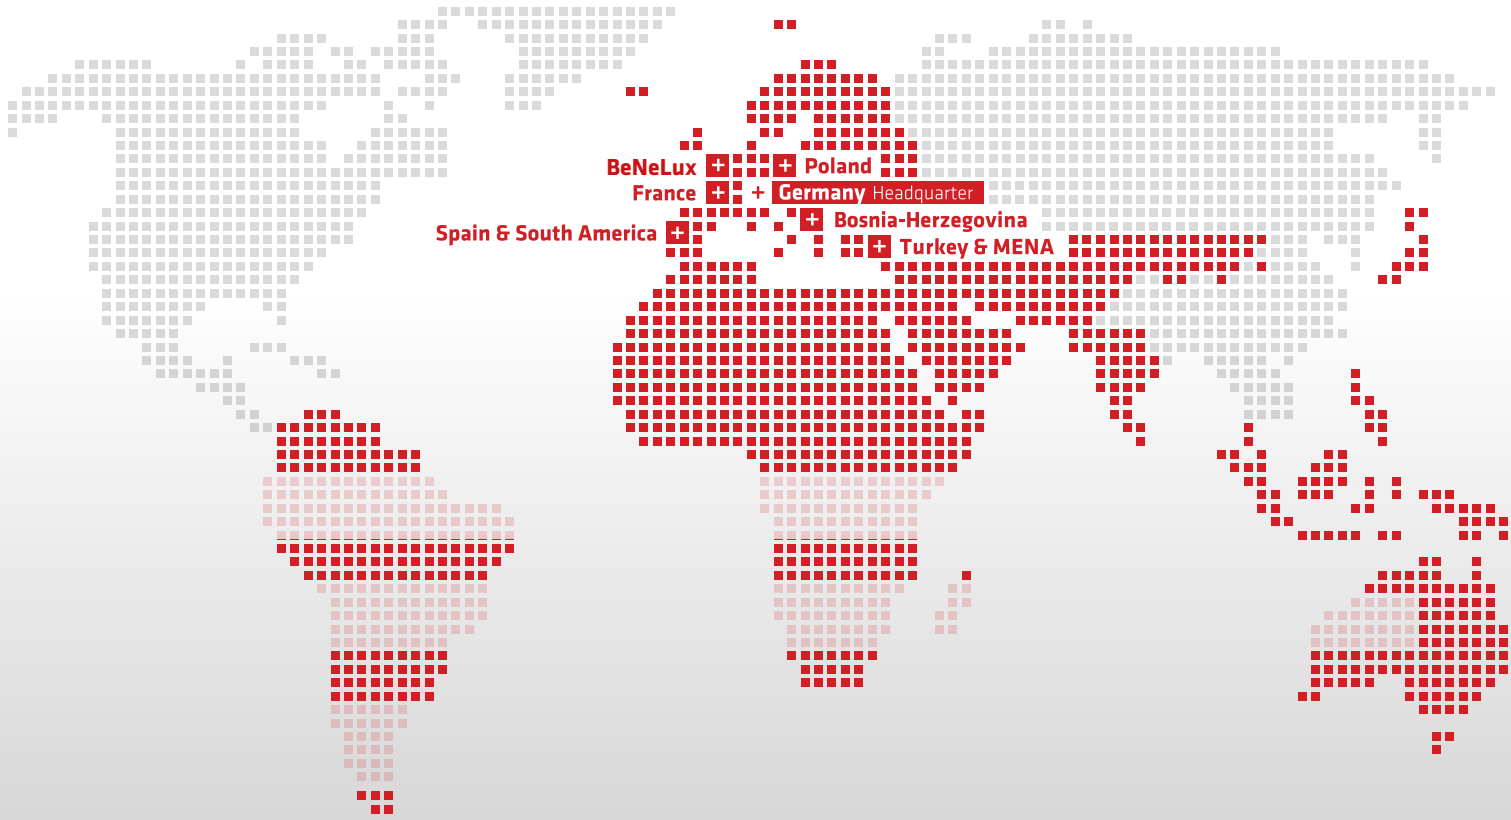 BeNeLux
Poland
France
Germany Headquarter
Bosnia-Herzegovina
Spain & South America
Turkey & MENA